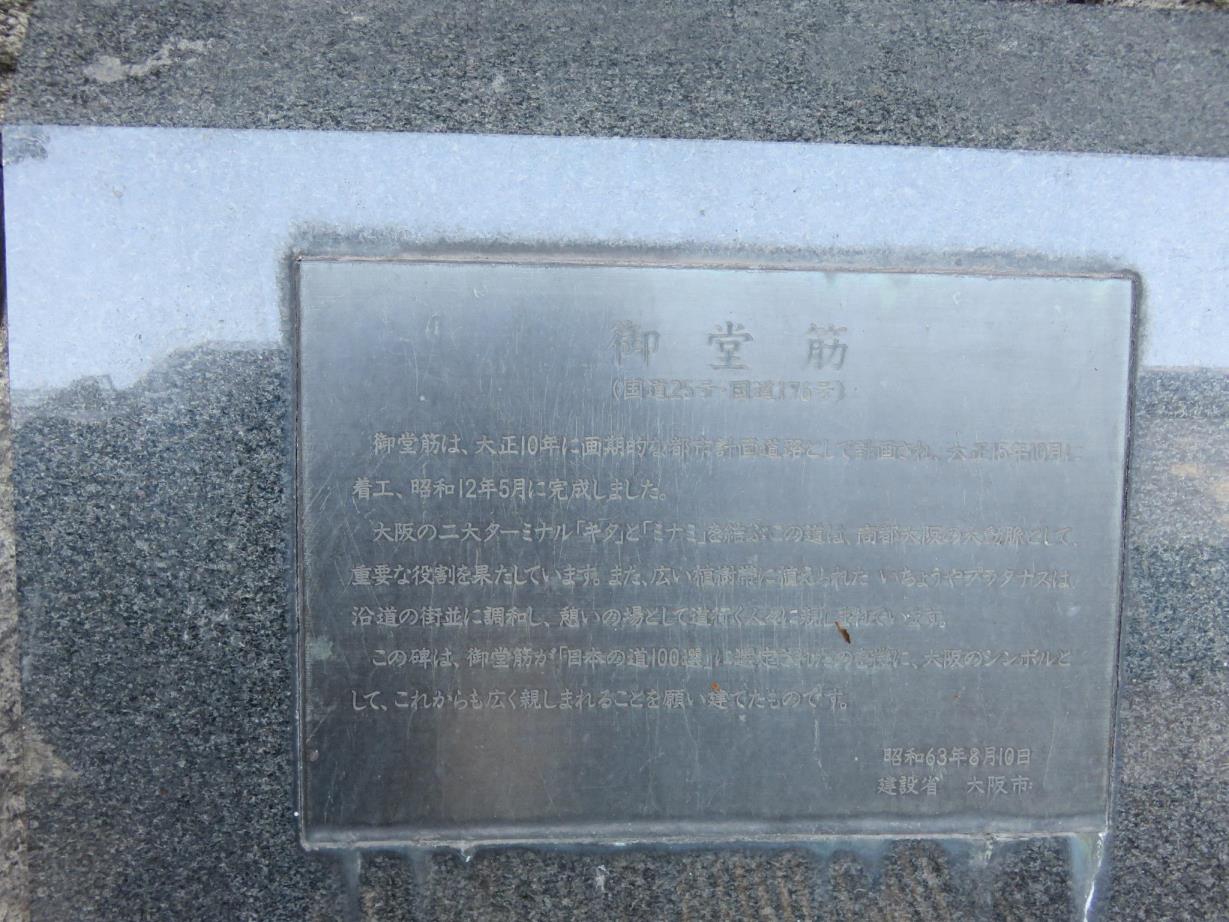 御堂筋
(国道25号・国道176号)
御堂筋は、大正10年に画期的な都市計画道路として計画され、大正15年10月に
着工、昭和12年5月に完成しました。
大阪の二大ターミナル「キタ」と「ミナミ」を結ぶこの道は、商都大阪の大動脈として、
重要な役割を果たしています。また、広い植樹帯に植えられた いちょうやプラタナスは、
沿道の街並に調和し、憩いの場として道行く人々に親しまれています。
この碑は、御堂筋が「日本の道100選」に選定されたのを機に、大阪のシンボルと
して、これからも広く親しまれることを願い建てたものです。
昭和63年8月10日
建設省 大阪市